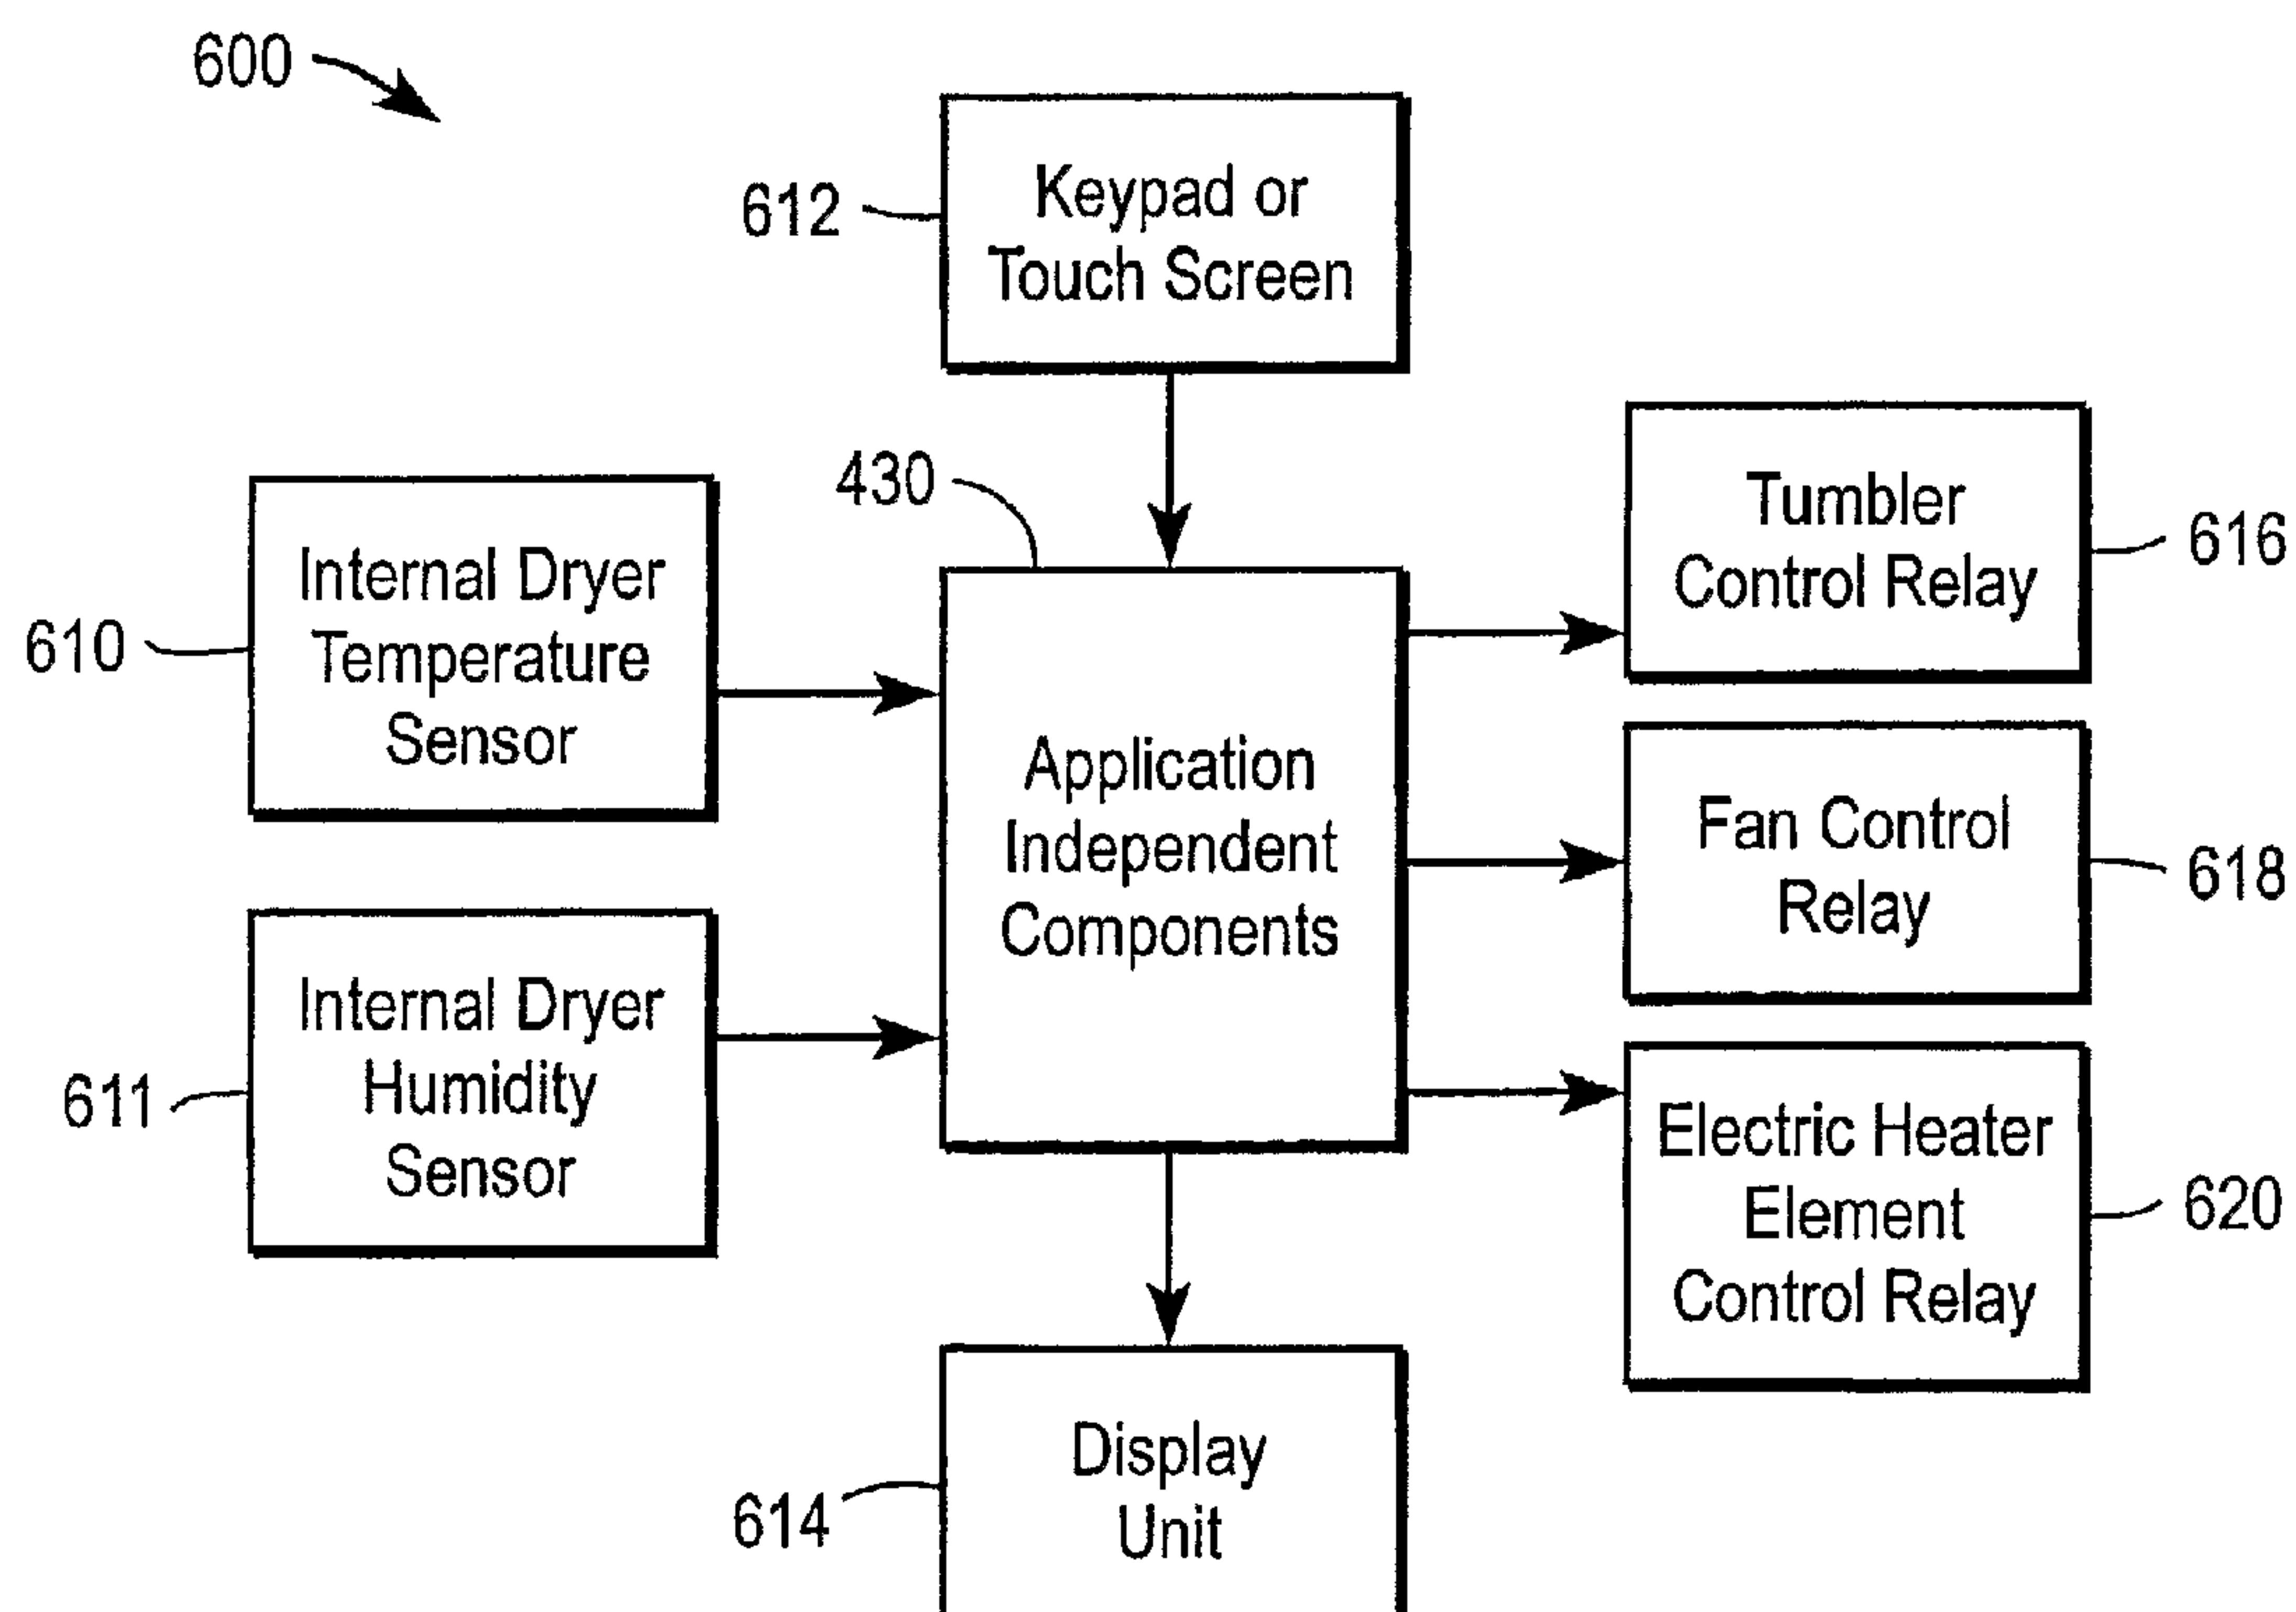 600
612
Keypad or
Touch Screen
430
610
Internal Dryer
Temperature
Sensor
611
Internal Dryer
Humidity
Sensor
Application
Independent
Components
Tumbler
Control Relay
616
Fan Control
Relay
618
Electric Heater
Element
Control Relay
620
614
Display
Unit